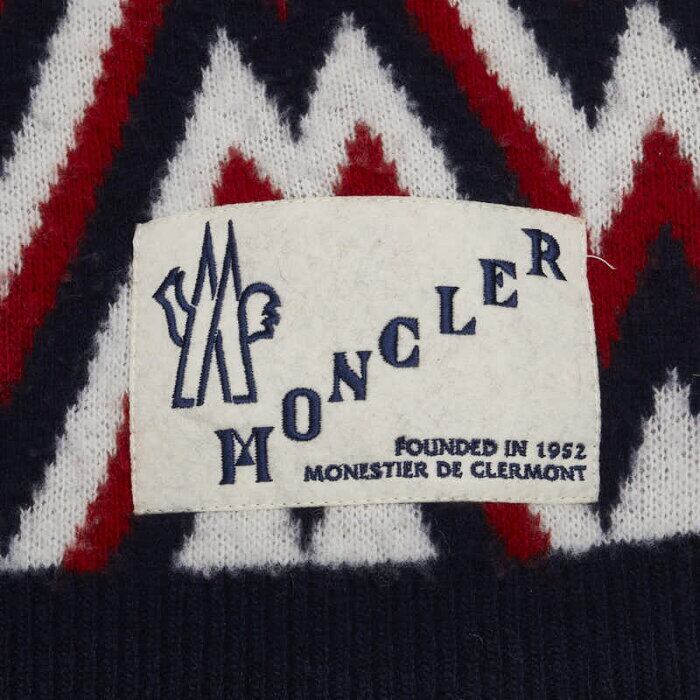 MONCLER
FOUNDED IN 1952
MONESTIER DE CLERMONT